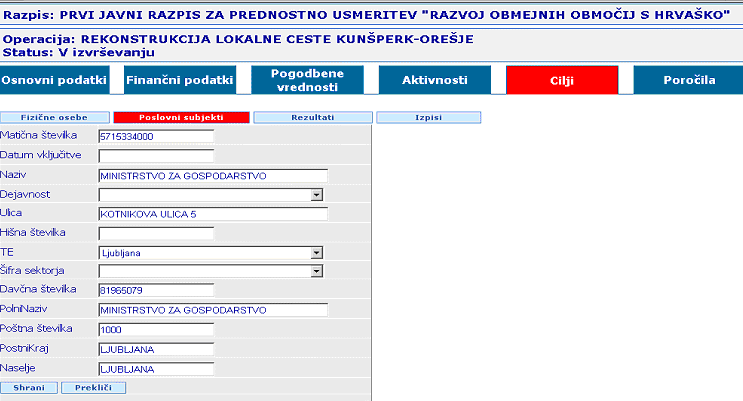 Razpis: PRVI JAVNI RAZPIS ZA PREDNOSTNO USMERITEV "RAZVOJ OBMEJNIH OBMOČIJ S HRVAŠKO"
Operacija: REKONSTRUKCIJA LOKALNE CESTE KUNŠPERK-OREŠJE
Status: V izvrševanju
Osnovni podatki Finančni podatki Pogodbene vrednosti Aktivnosti Cilji Poročila
Fizične osebe Poslovni subjekti Rezultati Izpisi
Matična številka 5715334000
Datum vključitve
Naziv MINISTRSTVO ZA GOSPODARSTVO
Dejavnost
Ulica KOTNIKOVA ULICA 5
Hišna številka
TE Ljubljana
Šifra sektorja
Davčna številka 81965079
PolniNaziv MINISTRSTVO ZA GOSPODARSTVO
Poštna številka 1000
PostniKraj LJUBLJANA
Naselje LJUBLJANA
Shrani Prekliči